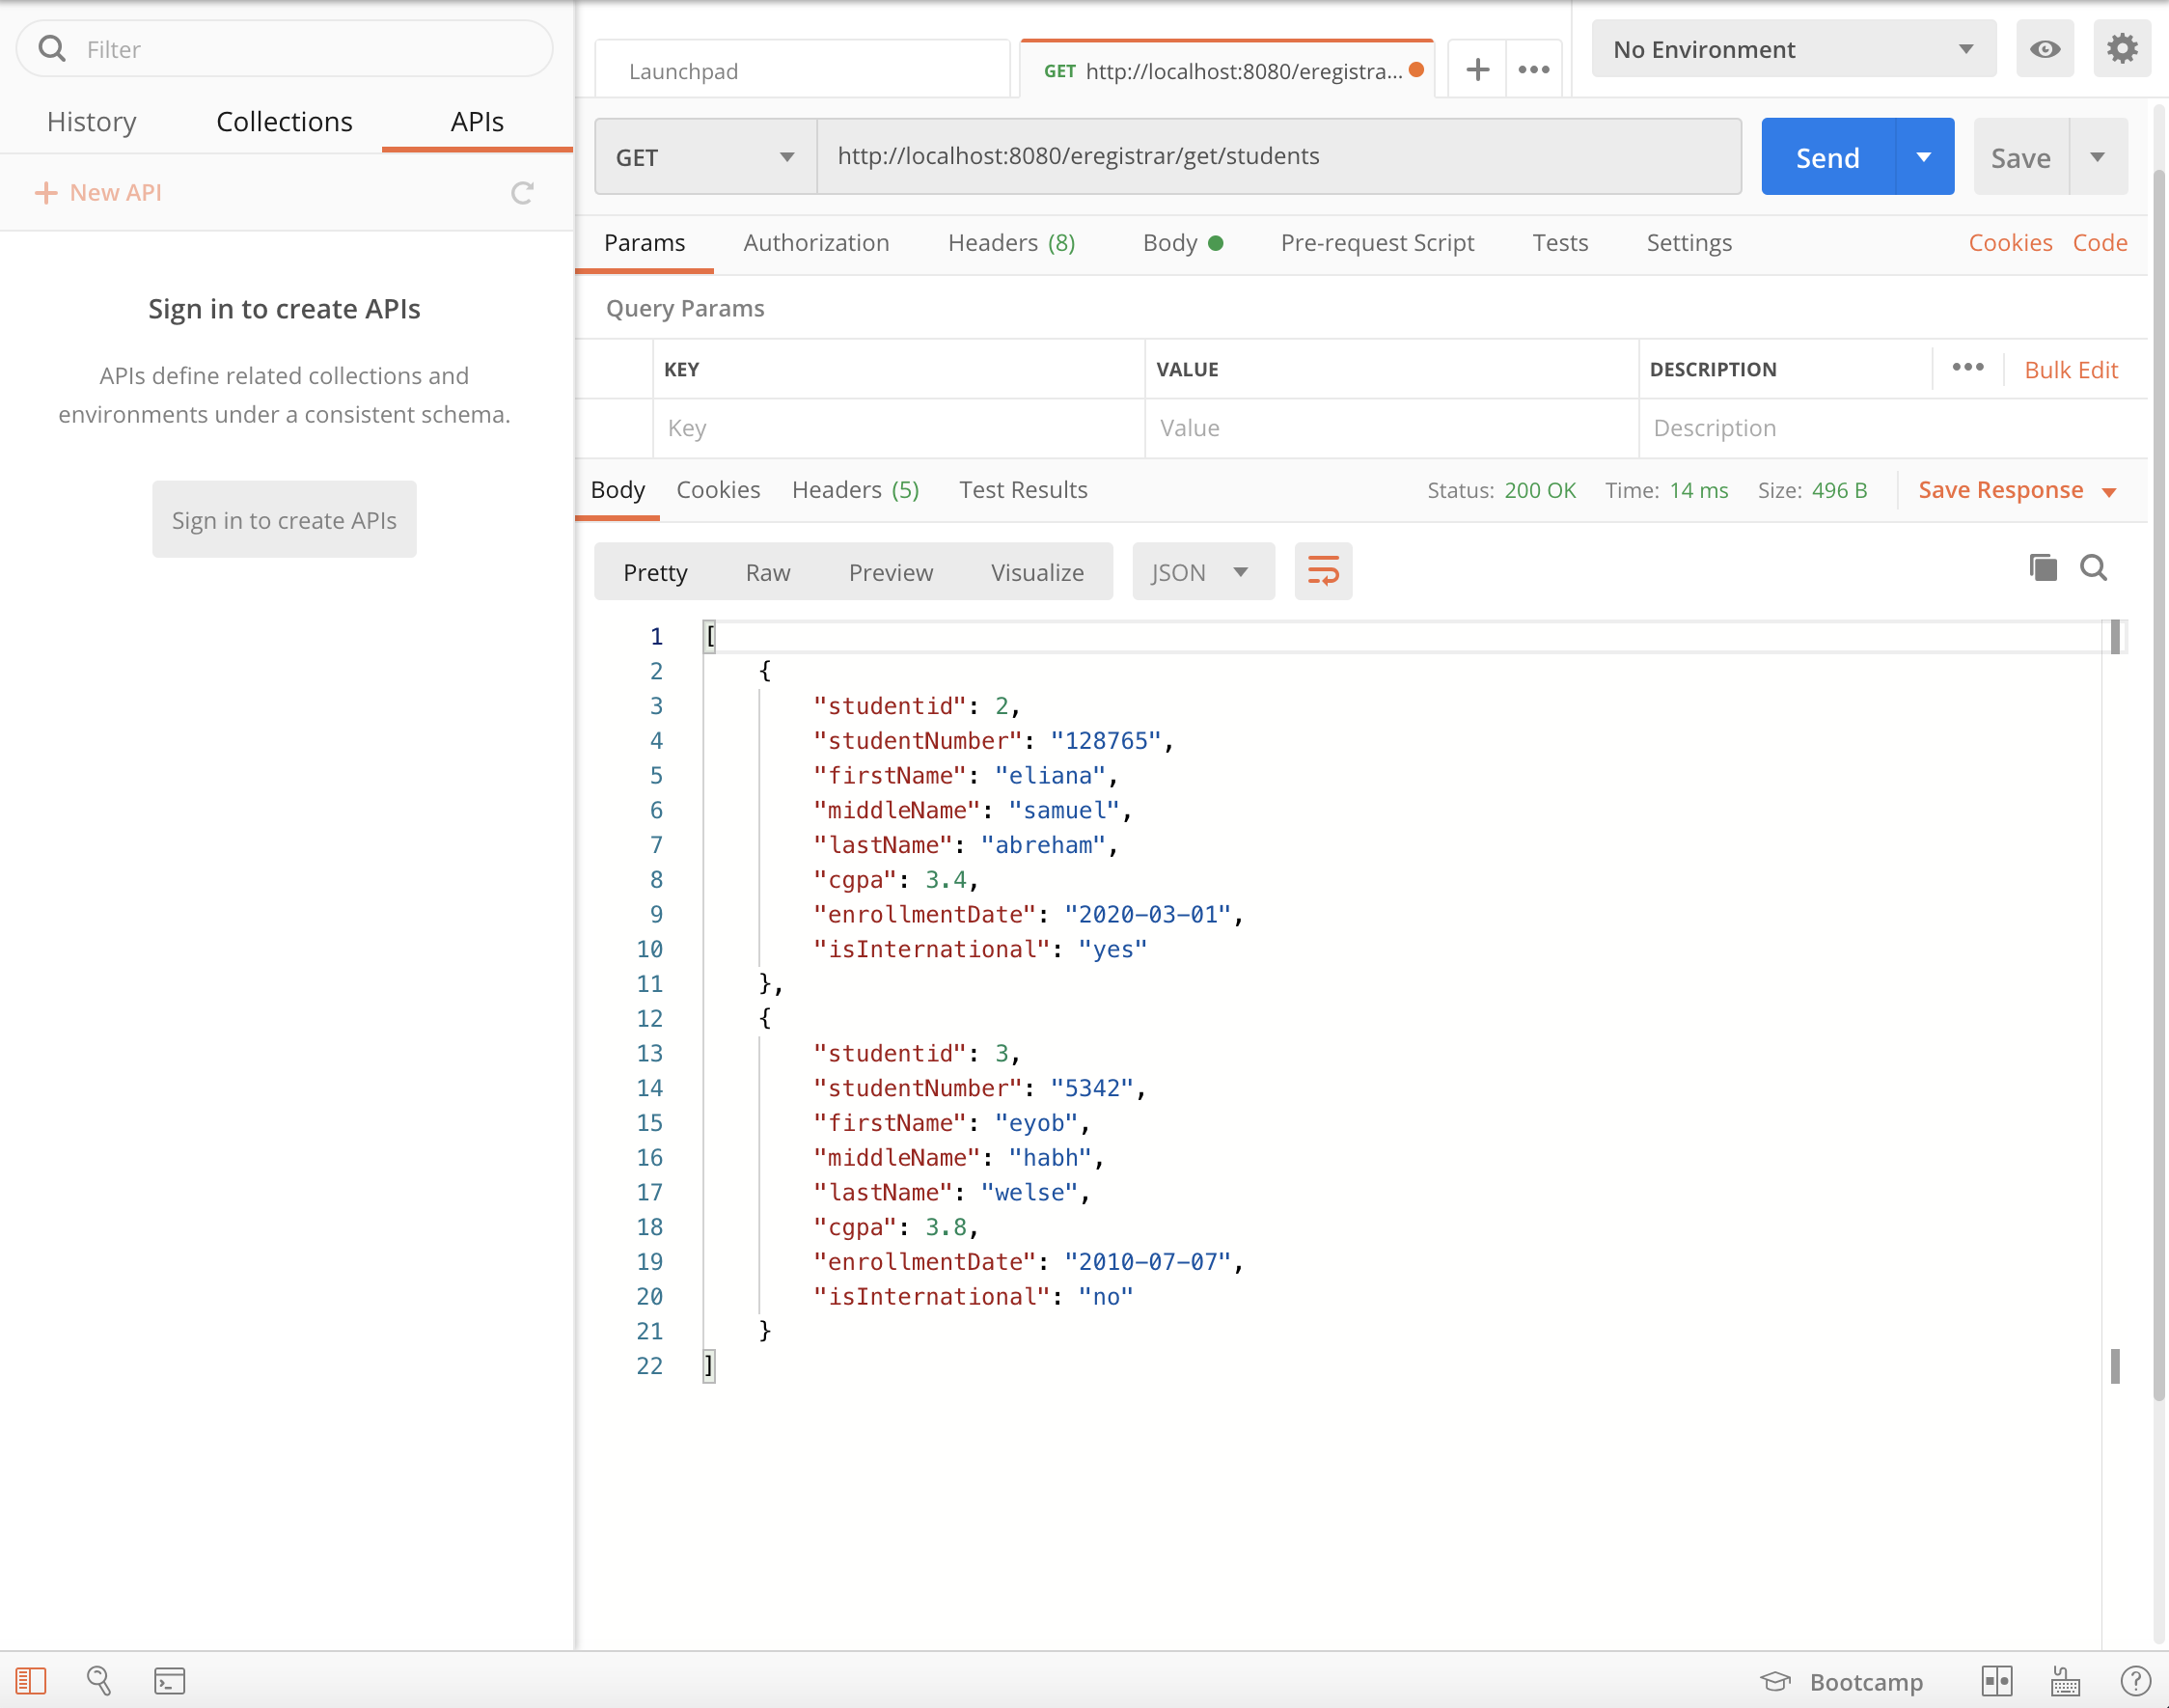 Filter
History Collections APIs
New API
Sign in to create APIs
APIs define related collections and
environments under a consistent schema.
Sign in to create APIs
Launchpad
GET http://localhost:8080/eregistra...
No Environment
GET http://localhost:8080/eregistrar/get/students
Send Save
Params Authorization Headers (8) Body Pre-request Script Tests Settings Cookies Code
Query Params
KEY VALUE DESCRIPTION Bulk Edit
Key Value Description
Body Cookies Headers (5) Test Results Status: 200 OK Time: 14 ms Size: 496 B Save Response
Pretty Raw Preview Visualize JSON
1 [
2 {
3 "studentid": 2,
4 "studentNumber": "128765",
5 "firstName": "eliana",
6 "middleName": "samuel",
7 "lastName": "abreham",
8 "cgpa": 3.4,
9 "enrollmentDate": "2020-03-01",
10 "isInternational": "yes"
11 },
12 {
13 "studentid": 3,
14 "studentNumber": "5342",
15 "firstName": "eyob",
16 "middleName": "habh",
17 "lastName": "welse",
18 "cgpa": 3.8,
19 "enrollmentDate": "2010-07-07",
20 "isInternational": "no"
21 }
22 ]
Bootcamp